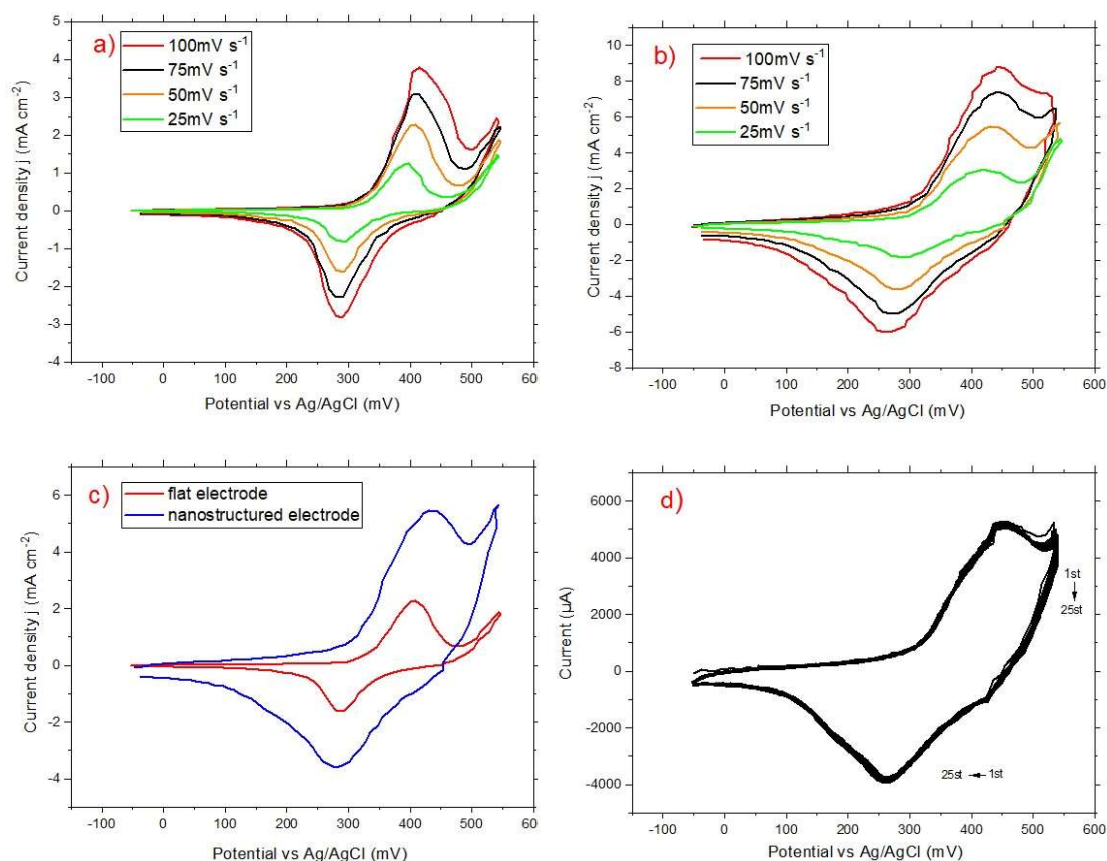 a)
100mV s⁻¹
75mV s⁻¹
50mV s⁻¹
25mV s⁻¹
Current density j (mA cm⁻²)
5
4
3
2
1
0
-1
-2
-3
-4
-100 0 100 200 300 400 500 60
Potential vs Ag/AgCl (mV)
b)
100mV s⁻¹
75mV s⁻¹
50mV s⁻¹
25mV s⁻¹
Current density j (mA cm⁻²)
10
8
6
4
2
0
-2
-4
-6
-8
-100 0 100 200 300 400 500 600
Potential vs Ag/AgCl (mV)
c)
flat electrode
nanostructured electrode
Current density j (mA cm⁻²)
6
4
2
0
-2
-4
-100 0 100 200 300 400 500 60
Potential vs Ag/AgCl (mV)
d)
Current (µA)
6000
4000
2000
0
-2000
-4000
1st
25st
25st 1st
-100 0 100 200 300 400 500 600
Potential vs Ag/AgCl (mV)